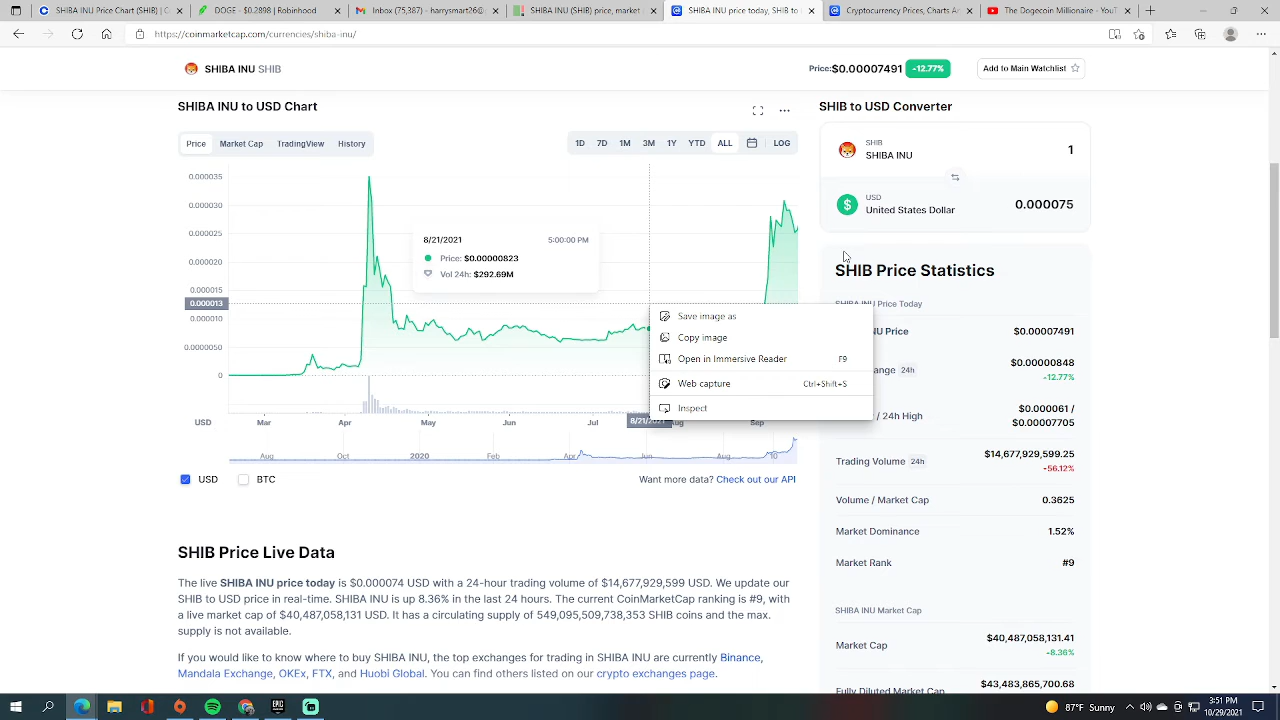 SHIBA INU Price Chart (SHIB) | C
DOGE - $0.2898 | Stocktwits
Inbox (75,387) - harrysmart268
SHIBA INU (SHIB) price, market
SHIBA INU price today, SHIB to
Cryptocurrency Prices, Charts A
The Dogecoin Millionaire - YouT
https://coinmarketcap.com/currencies/shiba-inu/
SHIBA INU SHIB
Price: $0.00007491 -12.77%
Add to Main Watchlist
SHIBA INU to USD Chart
Price Market Cap TradingView History
1D 7D 1M 3M 1Y YTD ALL LOG
0.000035
0.000030
0.000025
0.000020
0.000015
0.000013
0.000010
0.0000050
0
8/21/2021 5:00:00 PM
Price: $0.00000823
Vol 24h: $292.69M
Save image as
Copy image
Open in Immersive Reader F9
Web capture Ctrl+Shift+S
Inspect
USD Mar Apr May Jun Jul 8/21/20 Aug Sep
Aug Oct 2020 Feb Apr Jun Aug 10
USD BTC
Want more data? Check out our API
SHIB Price Live Data
The live SHIBA INU price today is $0.000074 USD with a 24-hour trading volume of $14,677,929,599 USD. We update our
SHIB to USD price in real-time. SHIBA INU is up 8.36% in the last 24 hours. The current CoinMarketCap ranking is #9, with
a live market cap of $40,487,058,131 USD. It has a circulating supply of 549,095,509,738,353 SHIB coins and the max.
supply is not available.
If you would like to know where to buy SHIBA INU, the top exchanges for trading in SHIBA INU are currently Binance,
Mandala Exchange, OKEx, FTX, and Huobi Global. You can find others listed on our crypto exchanges page.
SHIB to USD Converter
SHIB
SHIBA INU 1
USD
United States Dollar 0.000075
SHIB Price Statistics
SHIBA INU Price Today
NU Price $0.00007491
ange 24h $0.00000848
-12.77%
/ 24h High $0.000061 /
$0.00007705
Trading Volume 24h $14,677,929,599.25
-56.12%
Volume / Market Cap 0.3625
Market Dominance 1.52%
Market Rank #9
SHIBA INU Market Cap
Market Cap $40,487,058,131.41
-8.36%
Fully Diluted Market Cap $43,483,865,700.68
87°F Sunny
3:51 PM
10/29/2021